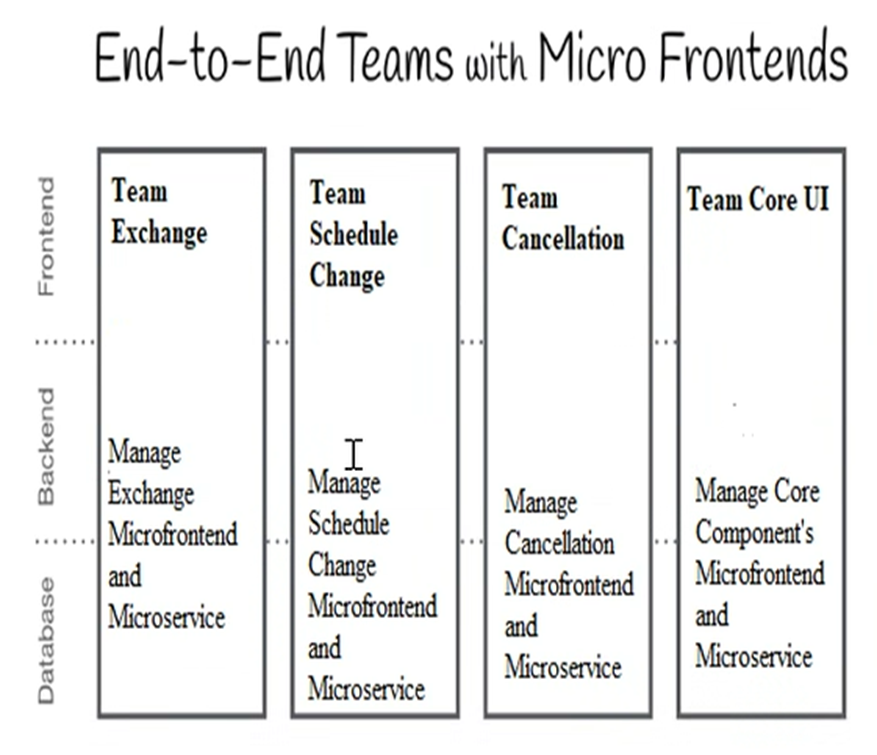 End-to-End Teams with Micro Frontends
Frontend
Backend
Database
Team
Exchange
Manage
Exchange
Microfrontend
and
Microservice
Team
Schedule
Change
Manage
Schedule
Change
Microfrontend
and
Microservice
Team
Cancellation
Manage
Cancellation
Microfrontend
and
Microservice
Team Core UI
Manage Core
Component's
Microfrontend
and
Microservice